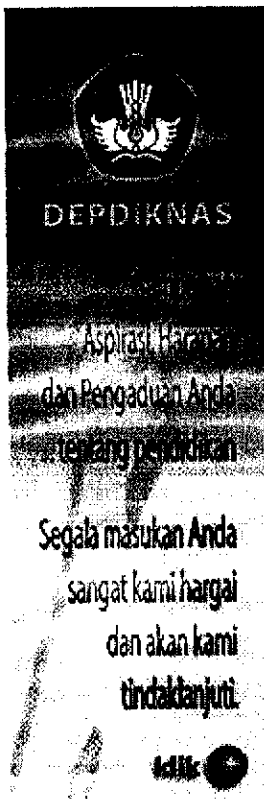 DEPDIKNAS
Aspirasi, Harapan
dan Pengaduan Anda
tentang pendidikan
Segala masukan Anda
sangat kami hargai
dan akan kami
tindaklanjuti.
klik